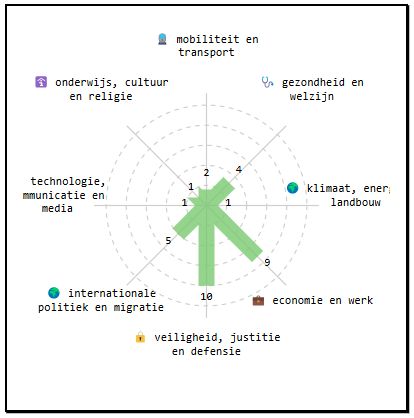 mobiliteit en
transport
onderwijs, cultuur
en religie
gezondheid en
welzijn
2
4
1
technologie,
mmunicatie en
media
1
1
klimaat, ener
landbouw
5
9
internationale
politiek en migratie
10
economie en werk
veiligheid, justitie
en defensie